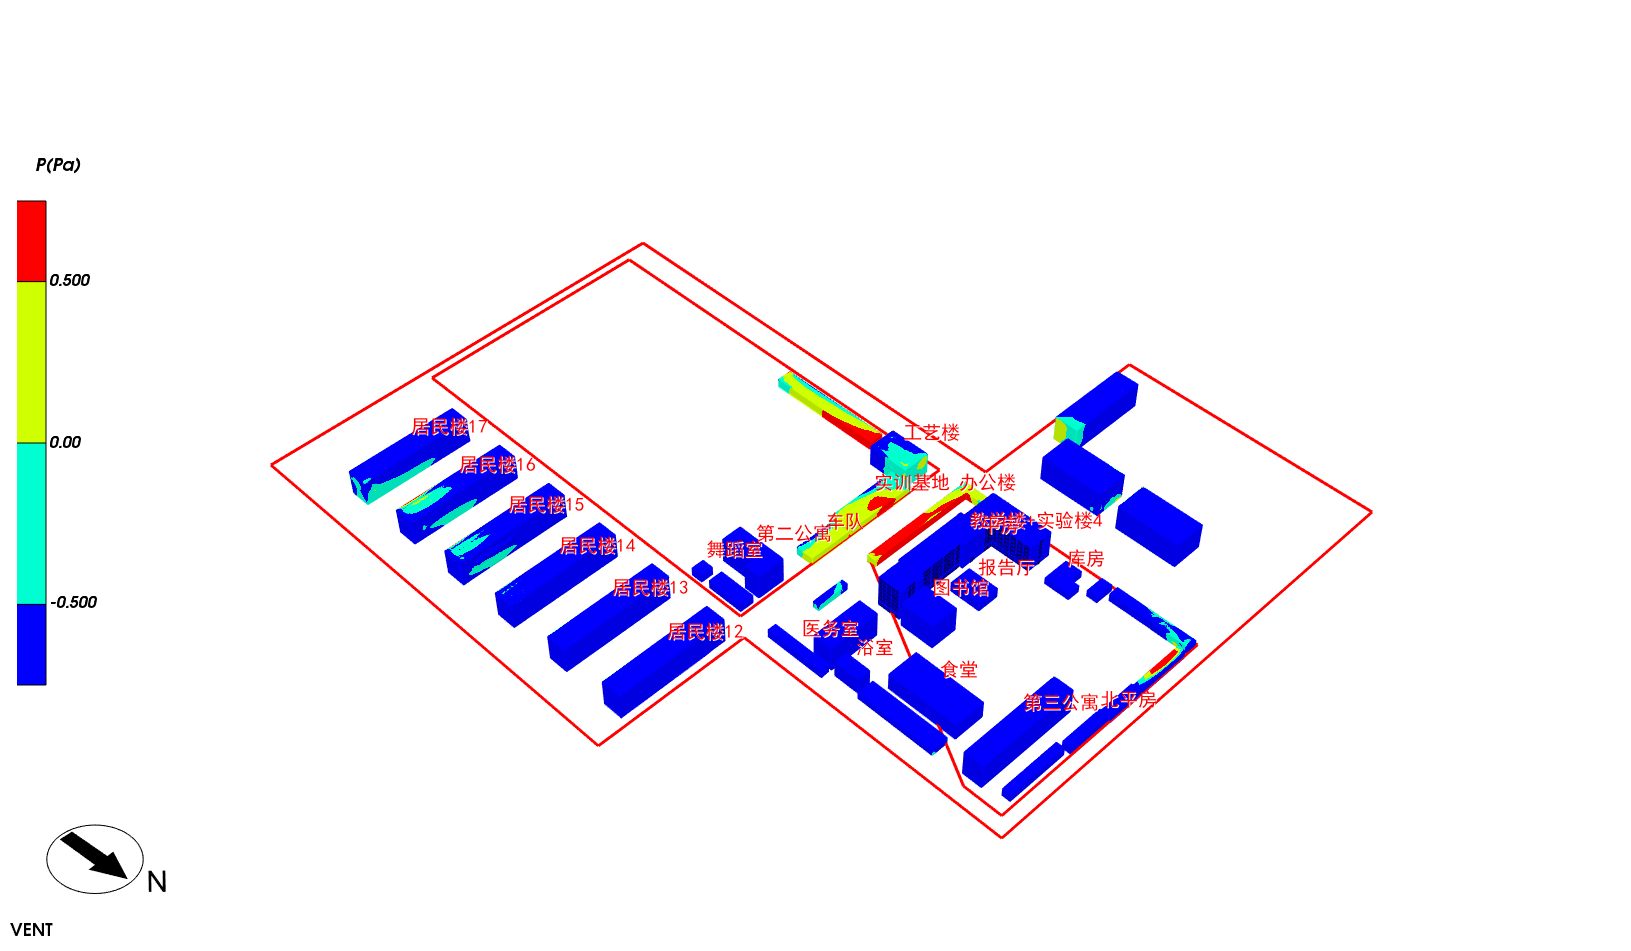 P(Pa)
0.500
0.00
-0.500
居民楼17
居民楼16
居民楼15
居民楼14
居民楼13
居民楼12
工艺楼
实训基地
办公楼
车队
第二公寓
舞蹈室
教学楼+实验楼4
平房
库房
报告厅
图书馆
医务室
浴室
食堂
第三公寓
北平房
N
VENT